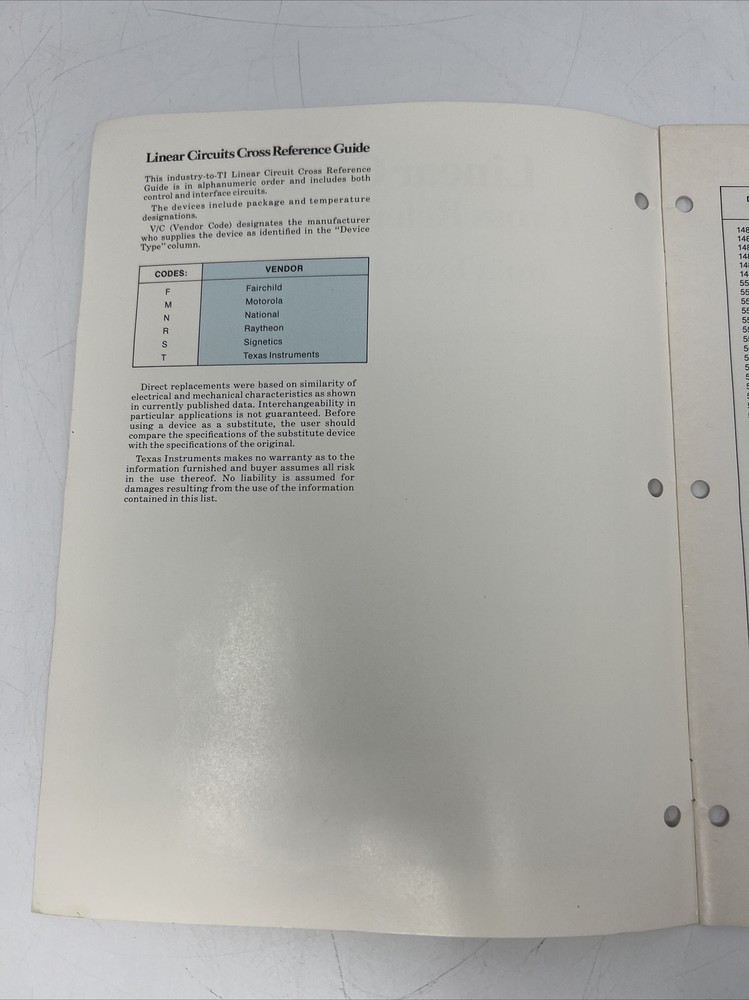 Linear Circuits Cross Reference Guide
This industry-to-TI Linear Circuit Cross Reference
Guide is in alphanumeric order and includes both
control and interface circuits.
The devices include package and temperature
designations.
V/C (Vendor Code) designates the manufacturer
who supplies the device as identified in the "Device
Type" column.
CODES: VENDOR
F Fairchild
M Motorola
N National
R Raytheon
S Signetics
T Texas Instruments
Direct replacements were based on similarity of
electrical and mechanical characteristics as shown
in currently published data. Interchangeability in
particular applications is not guaranteed. Before
using a device as a substitute, the user should
compare the specifications of the substitute device
with the specifications of the original.
Texas Instruments makes no warranty as to the
information furnished and buyer assumes all risk
in the use thereof. No liability is assumed for
damages resulting from the use of the information
contained in this list.